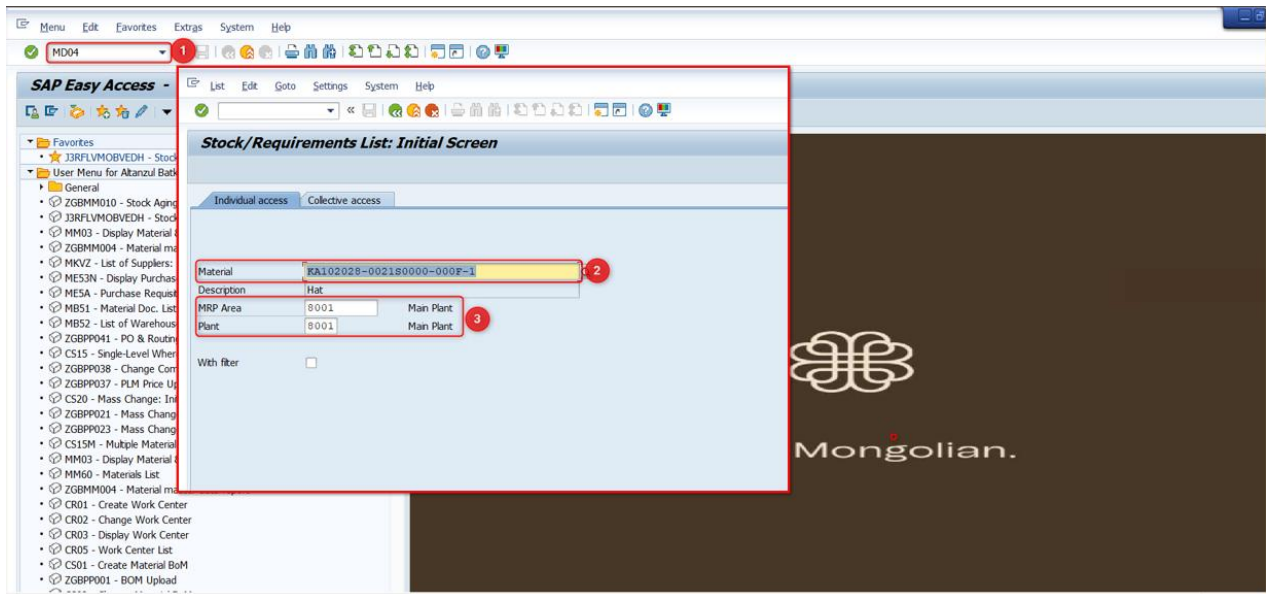 Menu Edit Favorites Extras System Help
MD04
1
SAP Easy Access -
List Edit Goto Settings System Help
Stock/Requirements List: Initial Screen
Individual access Collective access
Material KA102028-0021S0000-000F-1 2
Description Hat
MRP Area 8001 Main Plant
3
Plant 8001 Main Plant
With filter
Favorites
J3RFLVMOBVEDH - Stock
User Menu for Altanzul Batk
General
ZGBMM010 - Stock Aging
J3RFLVMOBVEDH - Stock
MM03 - Display Material &
ZGBMM004 - Material ma
MKVZ - List of Suppliers:
ME53N - Display Purchas
ME5A - Purchase Requist
MB51 - Material Doc. List
MB52 - List of Warehous
ZGBPP041 - PO & Routin
CS15 - Single-Level Wher
ZGBPP038 - Change Com
ZGBPP037 - PLM Price Up
CS20 - Mass Change: Ini
ZGBPP021 - Mass Chang
ZGBPP023 - Mass Chang
CS15M - Multiple Material
MM03 - Display Material &
MM60 - Materials List
ZGBMM004 - Material ma
CR01 - Create Work Center
CR02 - Change Work Center
CR03 - Display Work Center
CR05 - Work Center List
CS01 - Create Material BoM
ZGBPP001 - BOM Upload
Mongolian.